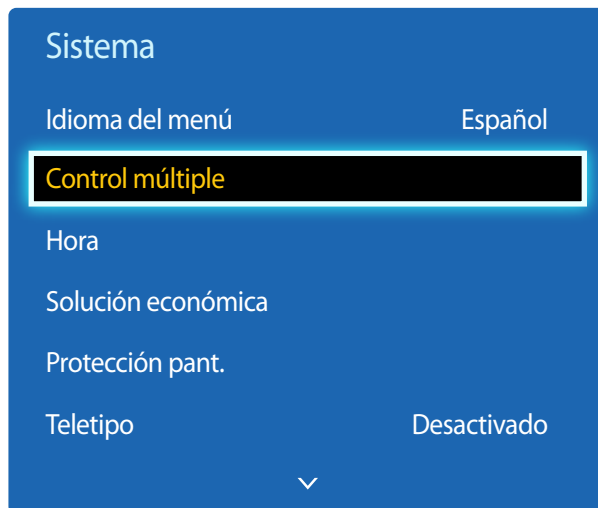 Sistema
Idioma del menú Español
Control múltiple
Hora
Solución económica
Protección pant.
Teletipo Desactivado